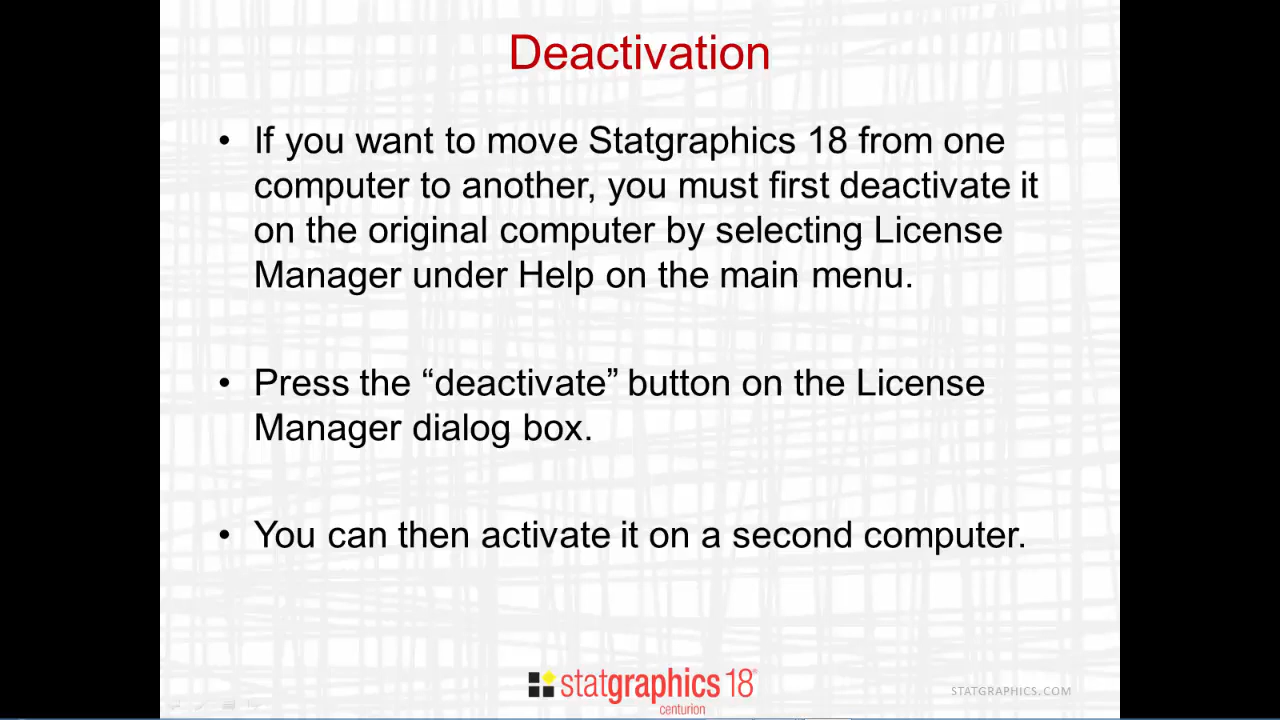 Deactivation
• If you want to move Statgraphics 18 from one
computer to another, you must first deactivate it
on the original computer by selecting License
Manager under Help on the main menu.
• Press the “deactivate” button on the License
Manager dialog box.
• You can then activate it on a second computer.
statgraphics 18®
centurion
STATGRAPHICS.COM